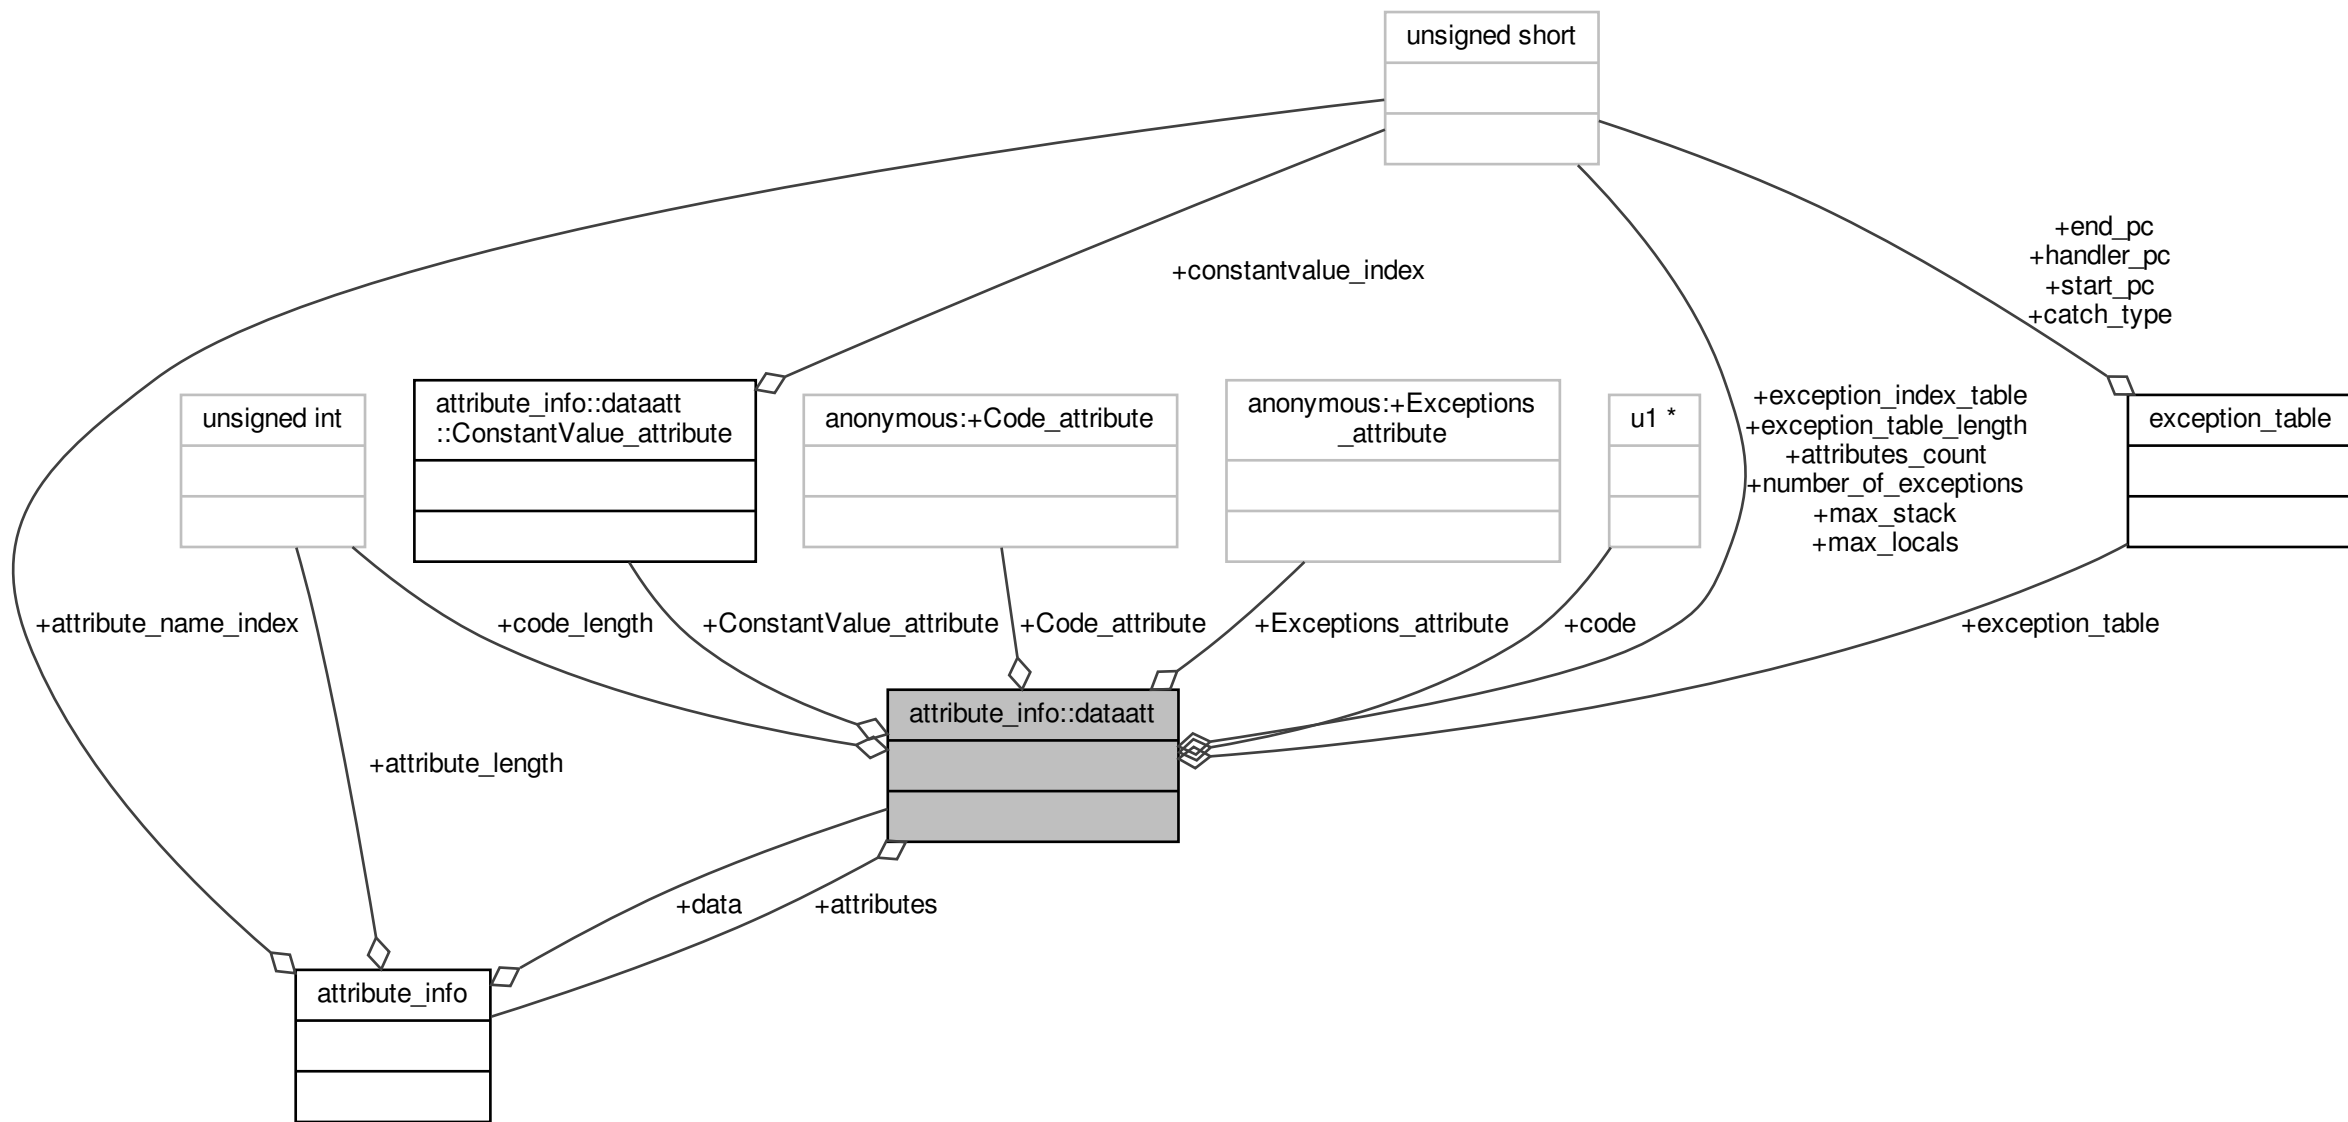 unsigned short
+end_pc
+handler_pc
+start_pc
+catch_type
+constantvalue_index
unsigned int
attribute_info::dataatt
::ConstantValue_attribute
anonymous:+Code_attribute
anonymous:+Exceptions
_attribute
u1 *
+exception_index_table
+exception_table_length
+attributes_count
+number_of_exceptions
+max_stack
+max_locals
exception_table
+attribute_name_index
+code_length
+ConstantValue_attribute
+Code_attribute
+Exceptions_attribute
+code
+exception_table
attribute_info::dataatt
+attribute_length
+data
+attributes
attribute_info